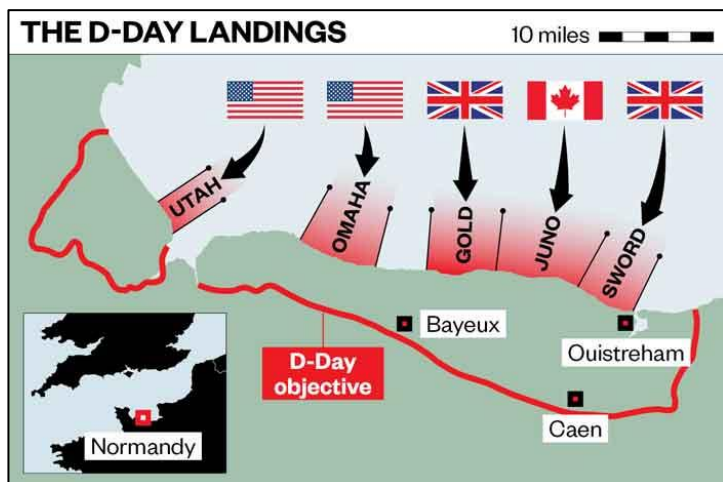 THE D-DAY LANDINGS
10 miles
UTAH
OMAHA
GOLD
JUNO
SWORD
Bayeux
Ouistreham
D-Day
objective
Caen
Normandy